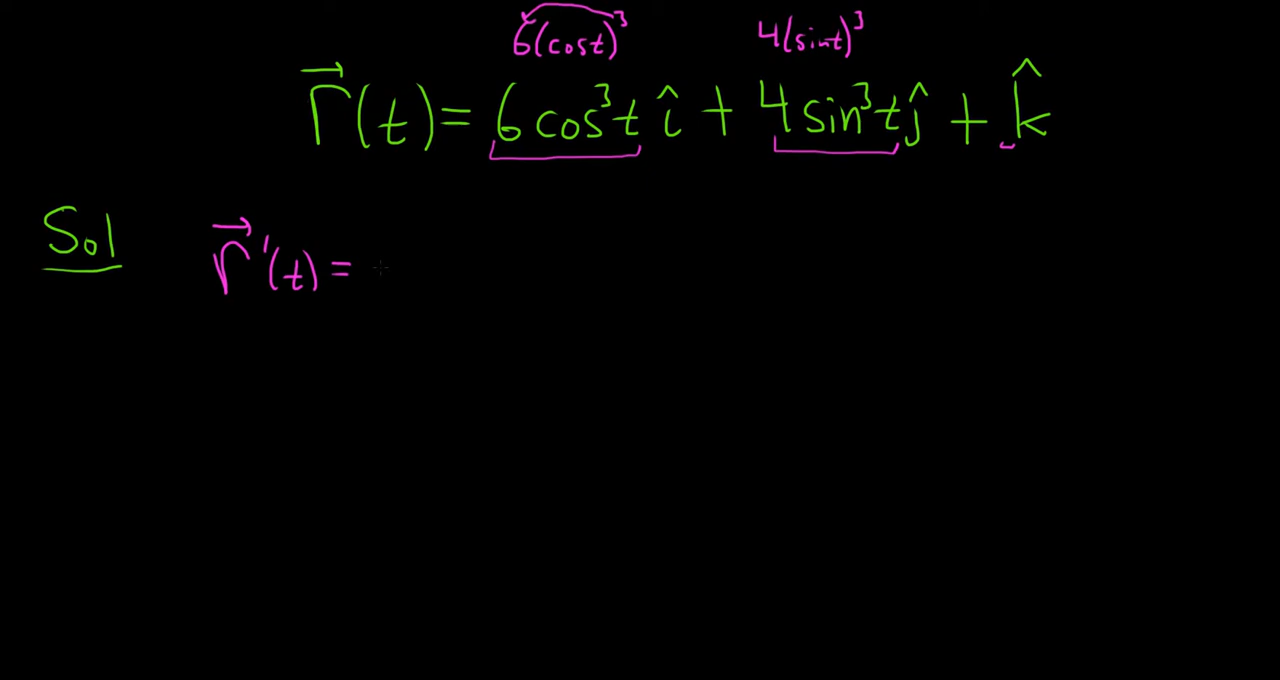 6(cost)³ 4(sint)³
r⃗(t) = 6cos³t î + 4sin³t ĵ + k̂
Sol
r⃗'(t) =